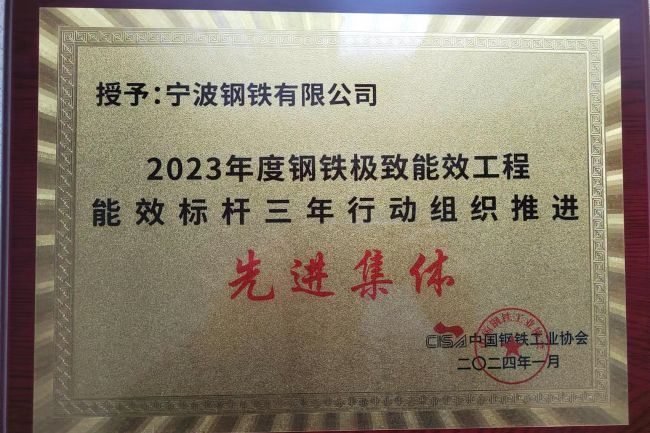 授予：宁波钢铁有限公司
2023年度钢铁极致能效工程
能效标杆三年行动组织推进
先进集体
CISA 中国钢铁工业协会
二〇二四年一月